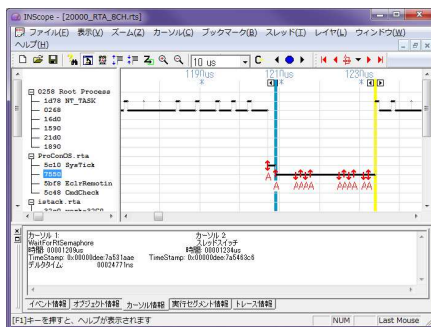 INScope - [20000_RTA_8CH.rts]
ファイル(F) 表示(V) ズーム(Z) カーソル(C) ブックマーク(B) スレッド(T) レイヤ(L) ウィンドウ(W)
ヘルプ(H)
10 us
1190us 1210us 1230us
0258 Root Process
1d78 NT_TASK
0268
16d0
1590
21d0
1890
ProConOS.rta
5c10 SysTick
7550
5bf8 EclrRemotin
5c48 CmdCheck
istack.rta
A A AAAA AAAA AA
カーソル 1: カーソル 2:
WaitForRtSemaphore スレッドスイッチ
時間: 00001209us 時間: 00001234us
TimeStamp: 0x00000dee7a531aae TimeStamp: 0x00000dee7a5463c6
デルタタイム: 00024771ns
イベント情報 オブジェクト情報 カーソル情報 実行セグメント情報 トレース情報
[F1]キーを押すと、ヘルプが表示されます NUM Last Mouse